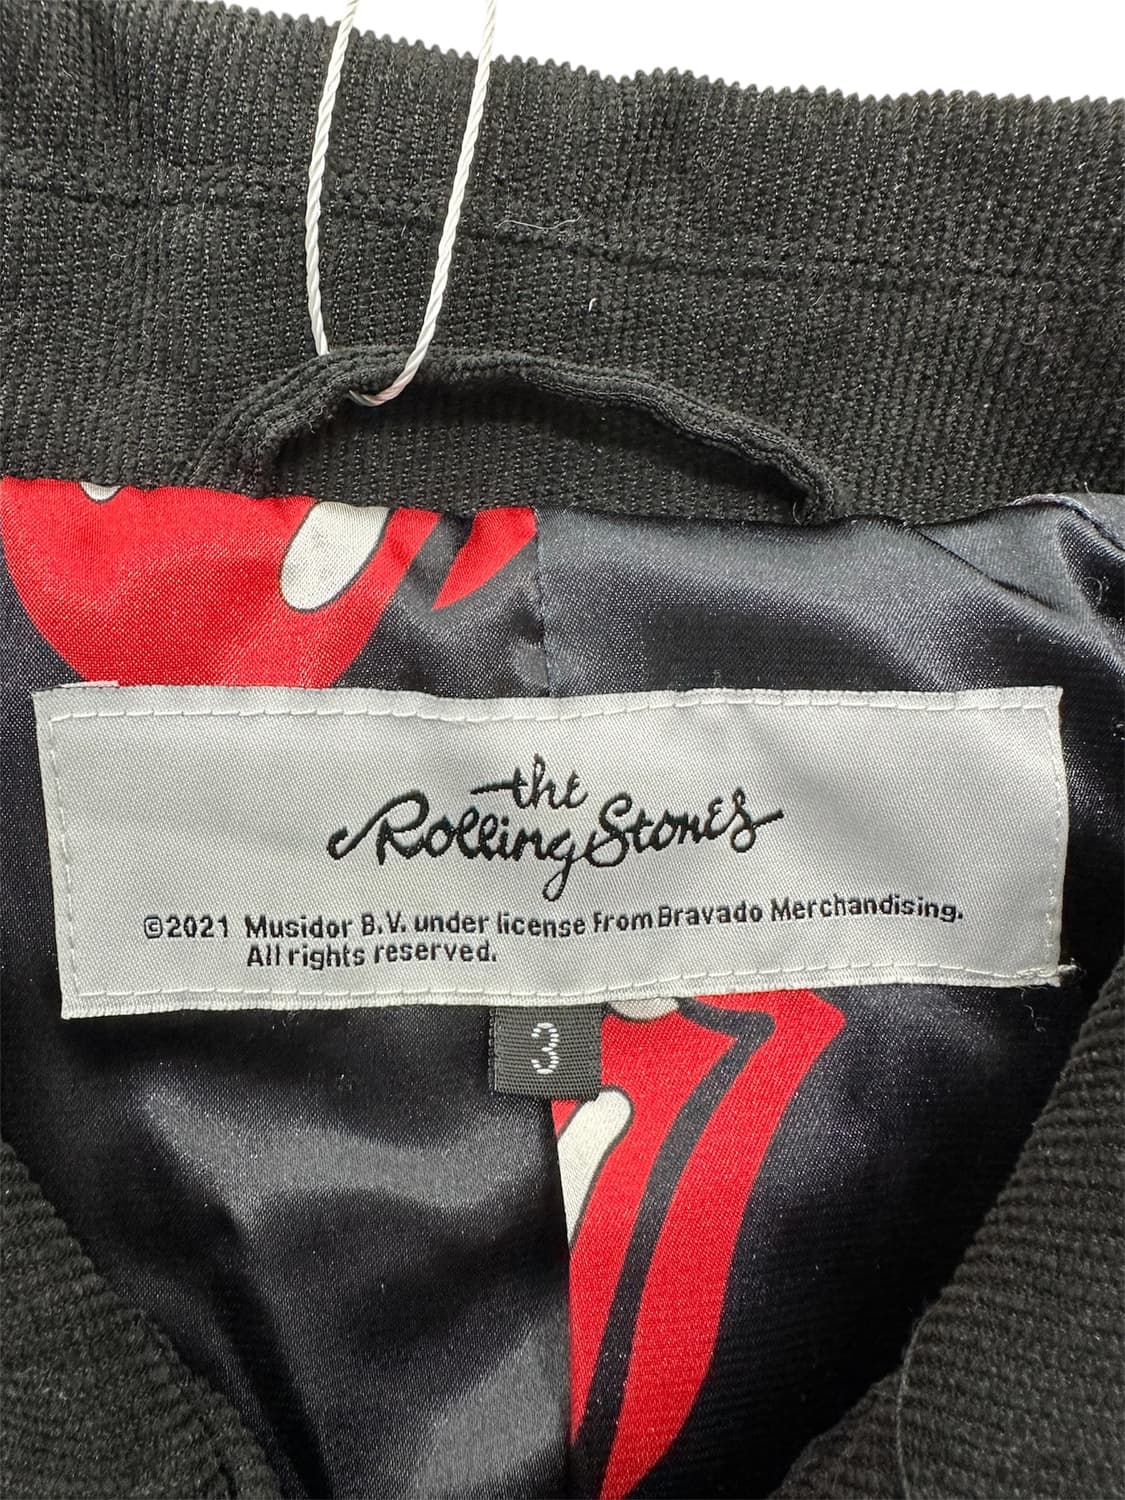 the
Rolling Stones
©2021 Musidor B.V. under license From Bravado Merchandising.
All rights reserved.
3